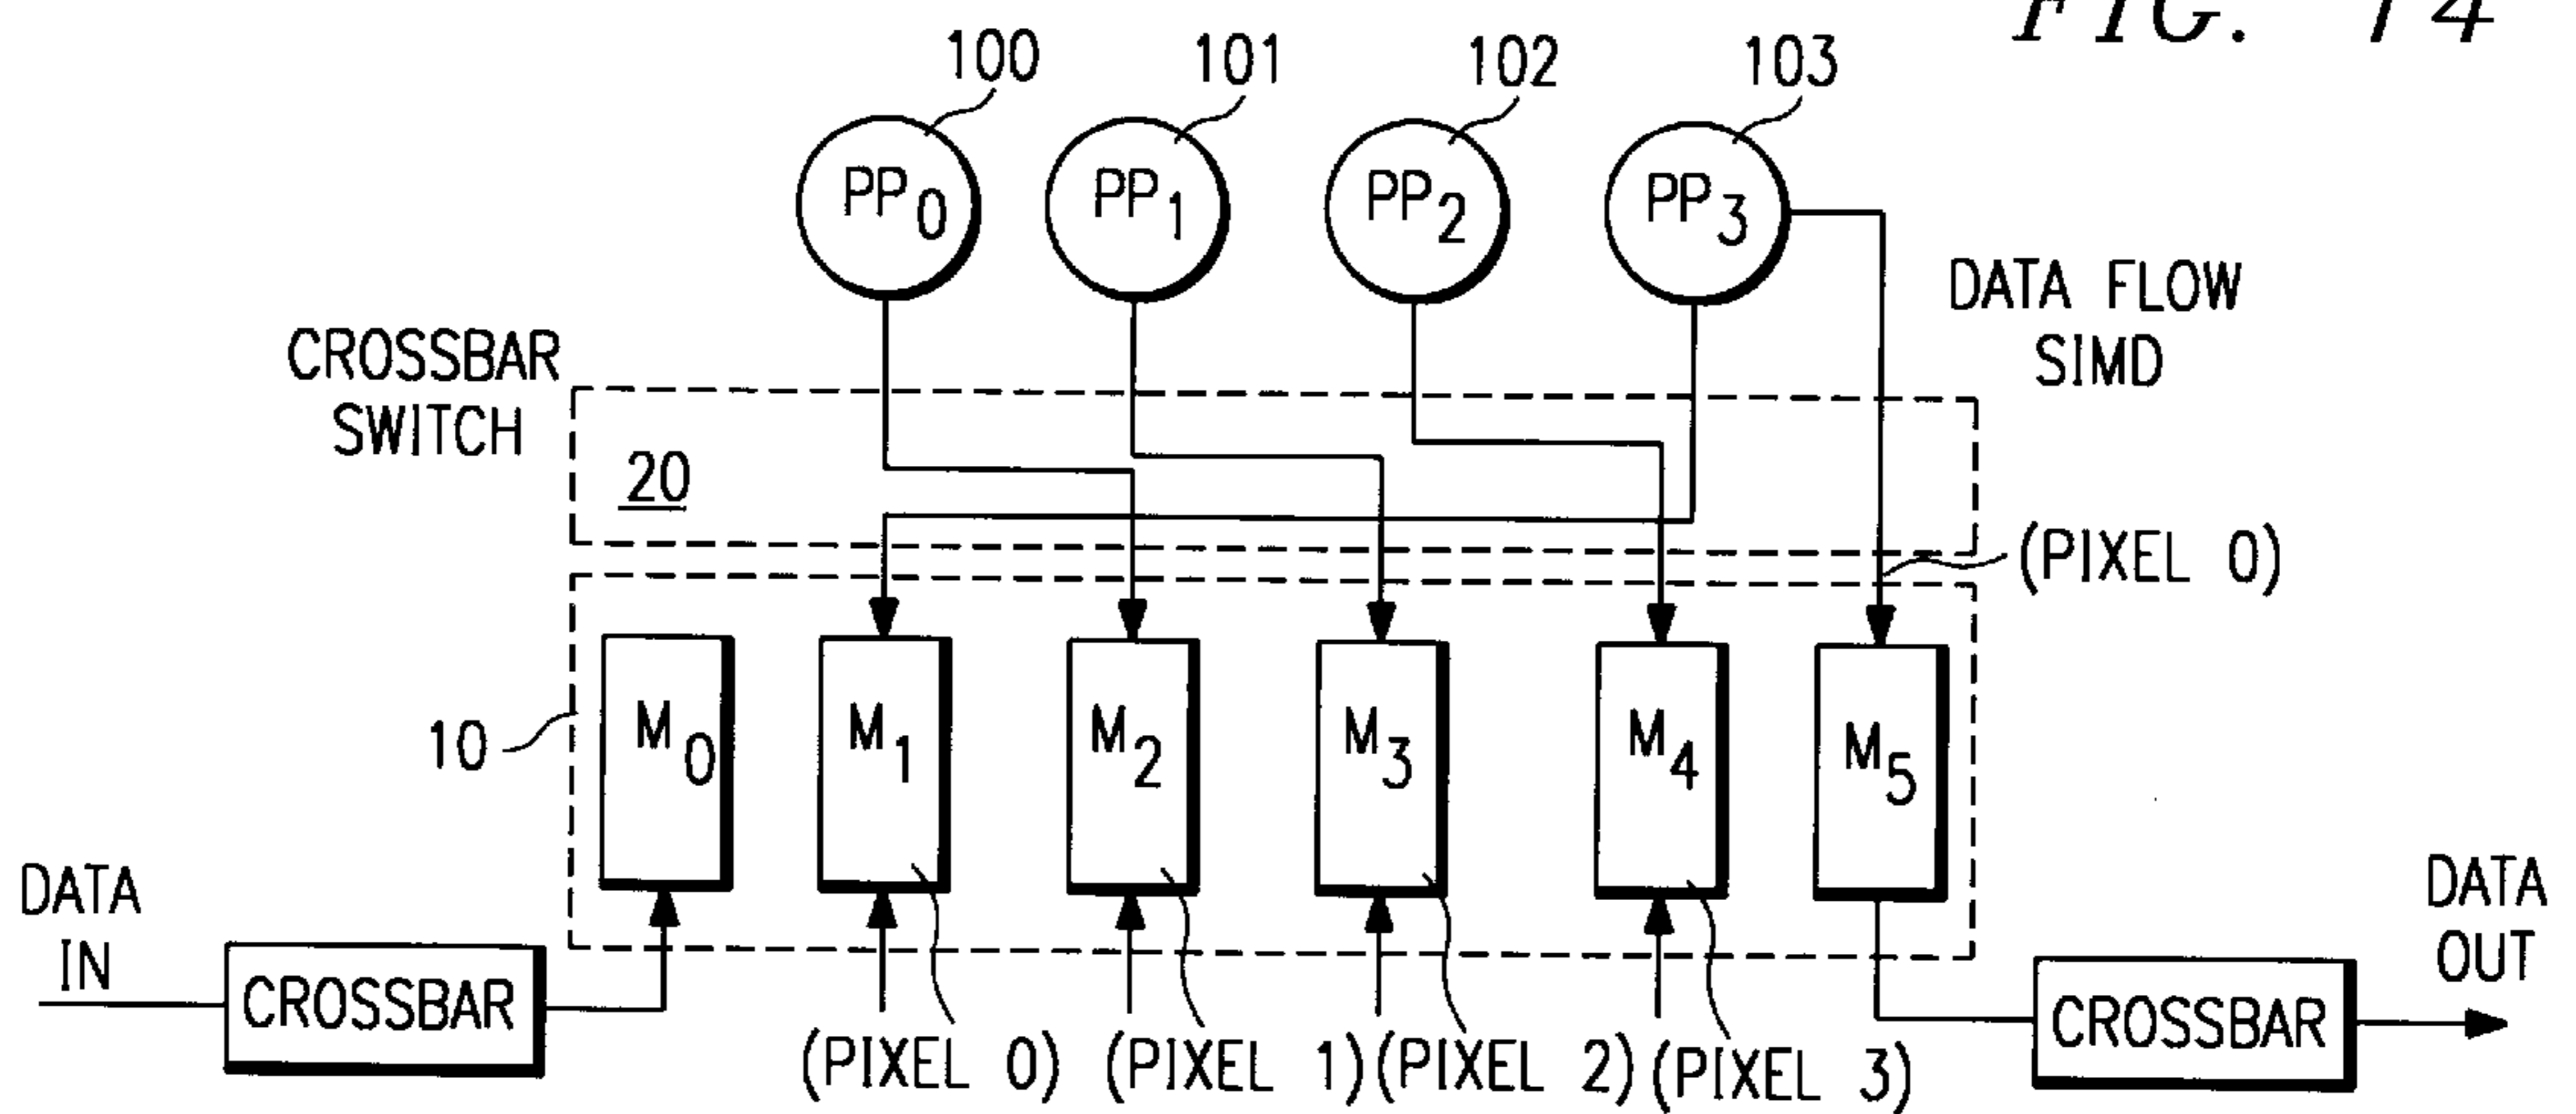 FIG. 14
100 101 102 103
PP0 PP1 PP2 PP3
DATA FLOW
SIMD
CROSSBAR
SWITCH
20
(PIXEL 0)
10
M0 M1 M2 M3 M4 M5
DATA
IN
CROSSBAR
(PIXEL 0) (PIXEL 1) (PIXEL 2) (PIXEL 3)
CROSSBAR
DATA
OUT